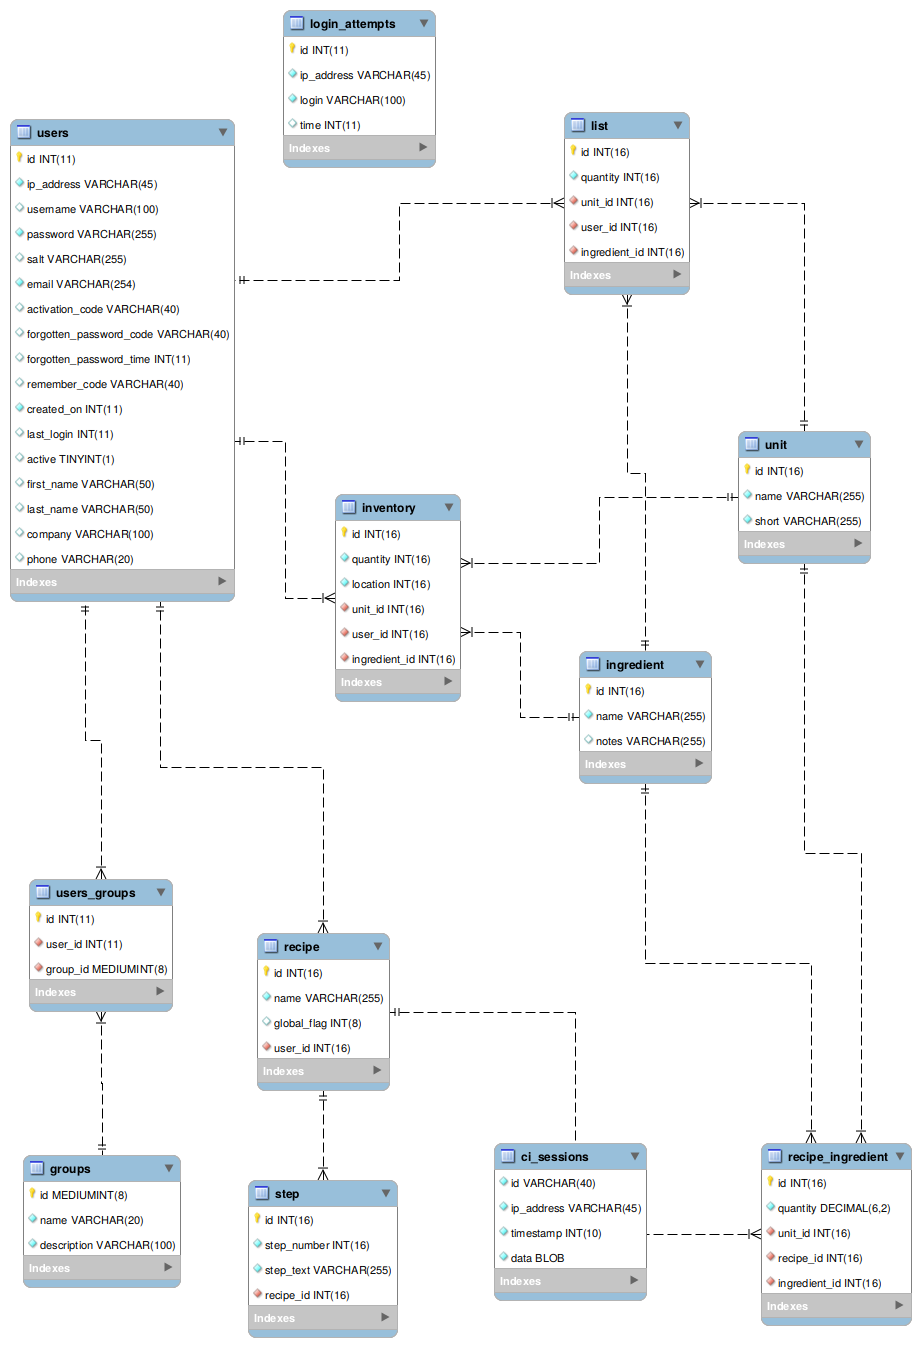 login_attempts
id INT(11)
ip_address VARCHAR(45)
login VARCHAR(100)
time INT(11)
Indexes
users
id INT(11)
ip_address VARCHAR(45)
username VARCHAR(100)
password VARCHAR(255)
salt VARCHAR(255)
email VARCHAR(254)
activation_code VARCHAR(40)
forgotten_password_code VARCHAR(40)
forgotten_password_time INT(11)
remember_code VARCHAR(40)
created_on INT(11)
last_login INT(11)
active TINYINT(1)
first_name VARCHAR(50)
last_name VARCHAR(50)
company VARCHAR(100)
phone VARCHAR(20)
Indexes
list
id INT(16)
quantity INT(16)
unit_id INT(16)
user_id INT(16)
ingredient_id INT(16)
Indexes
unit
id INT(16)
name VARCHAR(255)
short VARCHAR(255)
Indexes
inventory
id INT(16)
quantity INT(16)
location INT(16)
unit_id INT(16)
user_id INT(16)
ingredient_id INT(16)
Indexes
ingredient
id INT(16)
name VARCHAR(255)
notes VARCHAR(255)
Indexes
users_groups
id INT(11)
user_id INT(11)
group_id MEDIUMINT(8)
Indexes
recipe
id INT(16)
name VARCHAR(255)
global_flag INT(8)
user_id INT(16)
Indexes
groups
id MEDIUMINT(8)
name VARCHAR(20)
description VARCHAR(100)
Indexes
step
id INT(16)
step_number INT(16)
step_text VARCHAR(255)
recipe_id INT(16)
Indexes
ci_sessions
id VARCHAR(40)
ip_address VARCHAR(45)
timestamp INT(10)
data BLOB
Indexes
recipe_ingredient
id INT(16)
quantity DECIMAL(6,2)
unit_id INT(16)
recipe_id INT(16)
ingredient_id INT(16)
Indexes